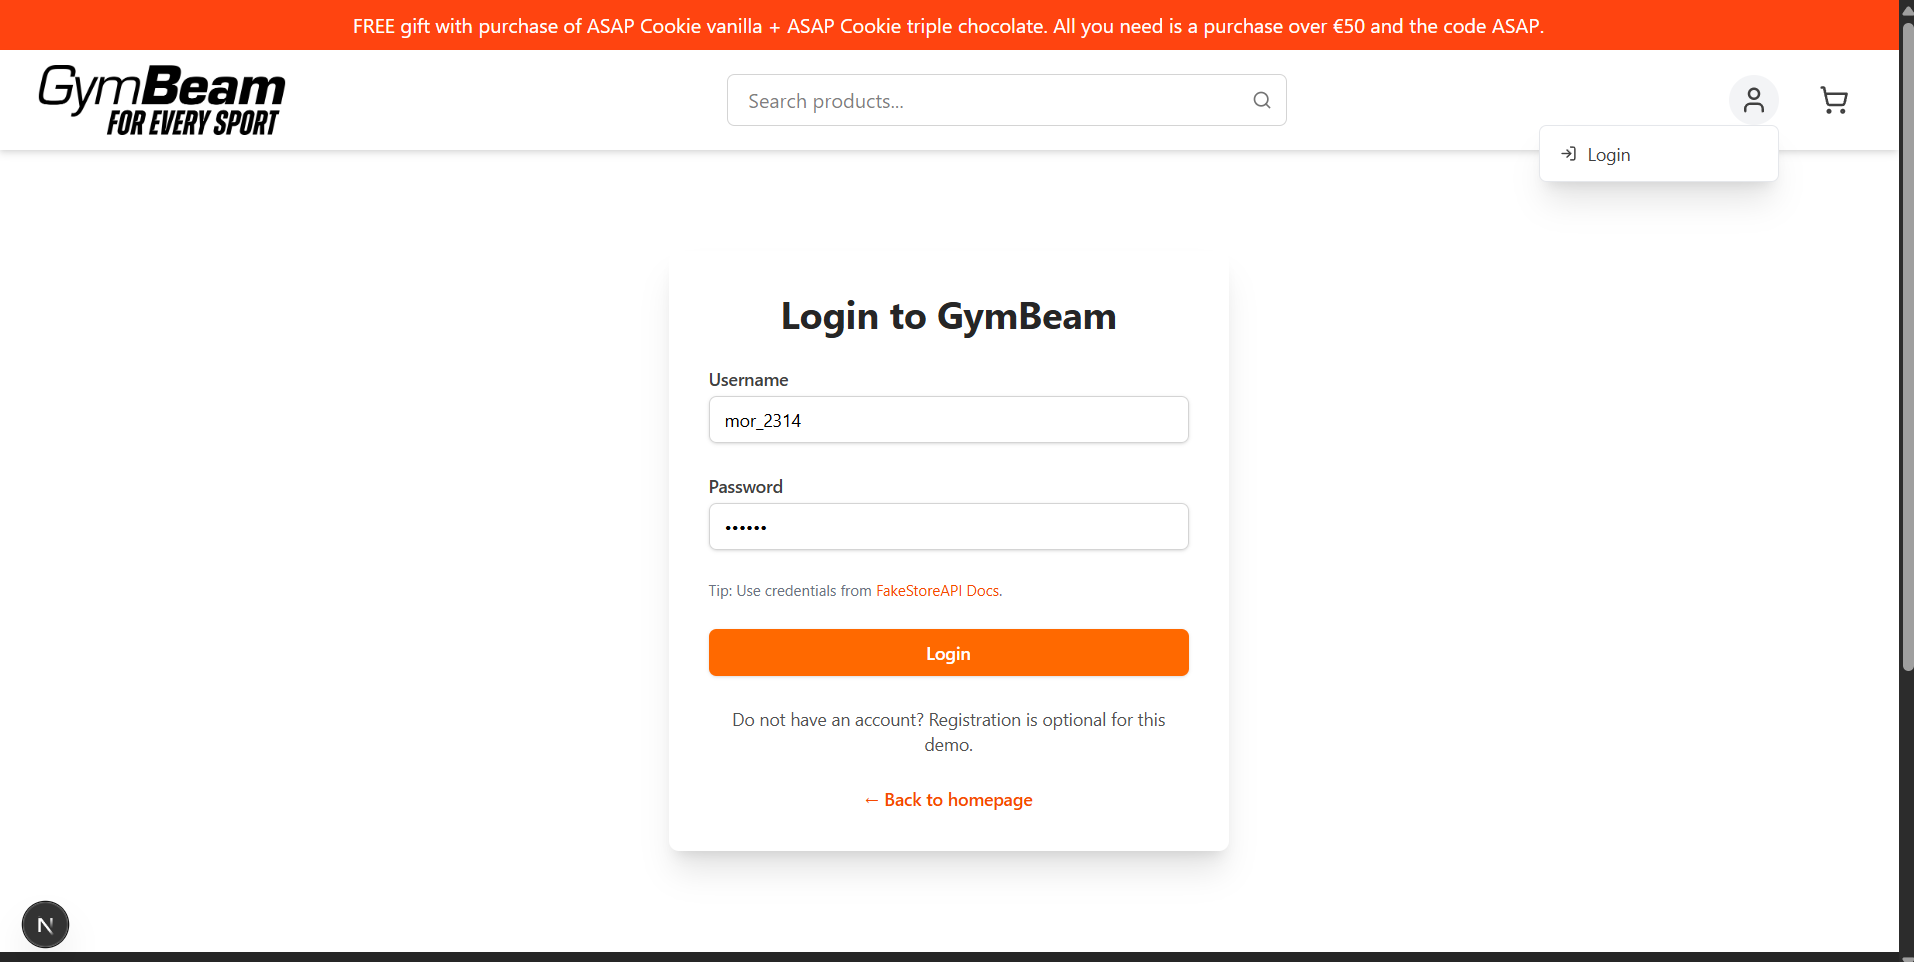 FREE gift with purchase of ASAP Cookie vanilla + ASAP Cookie triple chocolate. All you need is a purchase over €50 and the code ASAP.
GymBeam
FOR EVERY SPORT
Search products...
Login
Login to GymBeam
Username
mor_2314
Password
••••••
Tip: Use credentials from FakeStoreAPI Docs.
Login
Do not have an account? Registration is optional for this
demo.
← Back to homepage
N